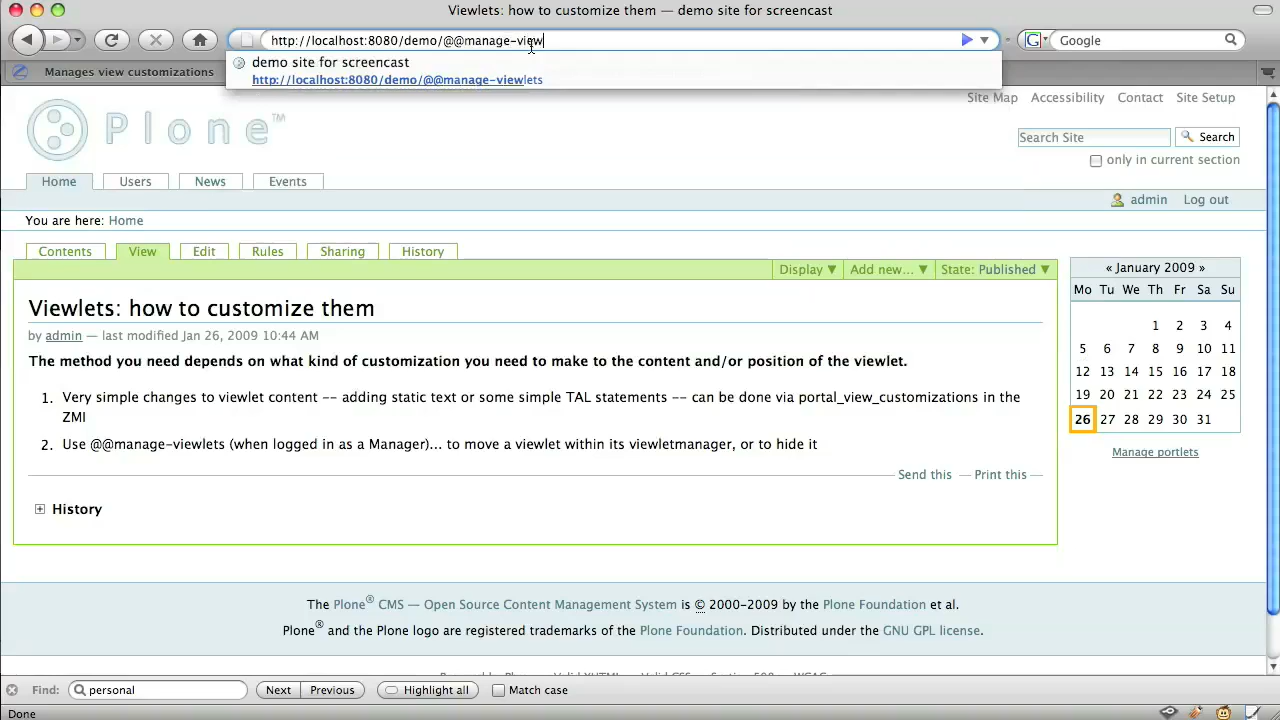 Viewlets: how to customize them — demo site for screencast
http://localhost:8080/demo/@@manage-view
Google
demo site for screencast
http://localhost:8080/demo/@@manage-viewlets
Manages view customizations
Site Map Accessibility Contact Site Setup
Plone™
Search Site Search
only in current section
Home Users News Events
admin Log out
You are here: Home
Contents View Edit Rules Sharing History
Display ▼ Add new... ▼ State: Published ▼
« January 2009 »
Mo Tu We Th Fr Sa Su
1 2 3 4
5 6 7 8 9 10 11
12 13 14 15 16 17 18
19 20 21 22 23 24 25
26 27 28 29 30 31
Manage portlets
Viewlets: how to customize them
by admin — last modified Jan 26, 2009 10:44 AM
The method you need depends on what kind of customization you need to make to the content and/or position of the viewlet.
1. Very simple changes to viewlet content -- adding static text or some simple TAL statements -- can be done via portal_view_customizations in the
ZMI
2. Use @@manage-viewlets (when logged in as a Manager)... to move a viewlet within its viewletmanager, or to hide it
Send this — Print this —
History
The Plone® CMS — Open Source Content Management System is © 2000-2009 by the Plone Foundation et al.
Plone® and the Plone logo are registered trademarks of the Plone Foundation. Distributed under the GNU GPL license.
Find: personal Next Previous Highlight all Match case
Done